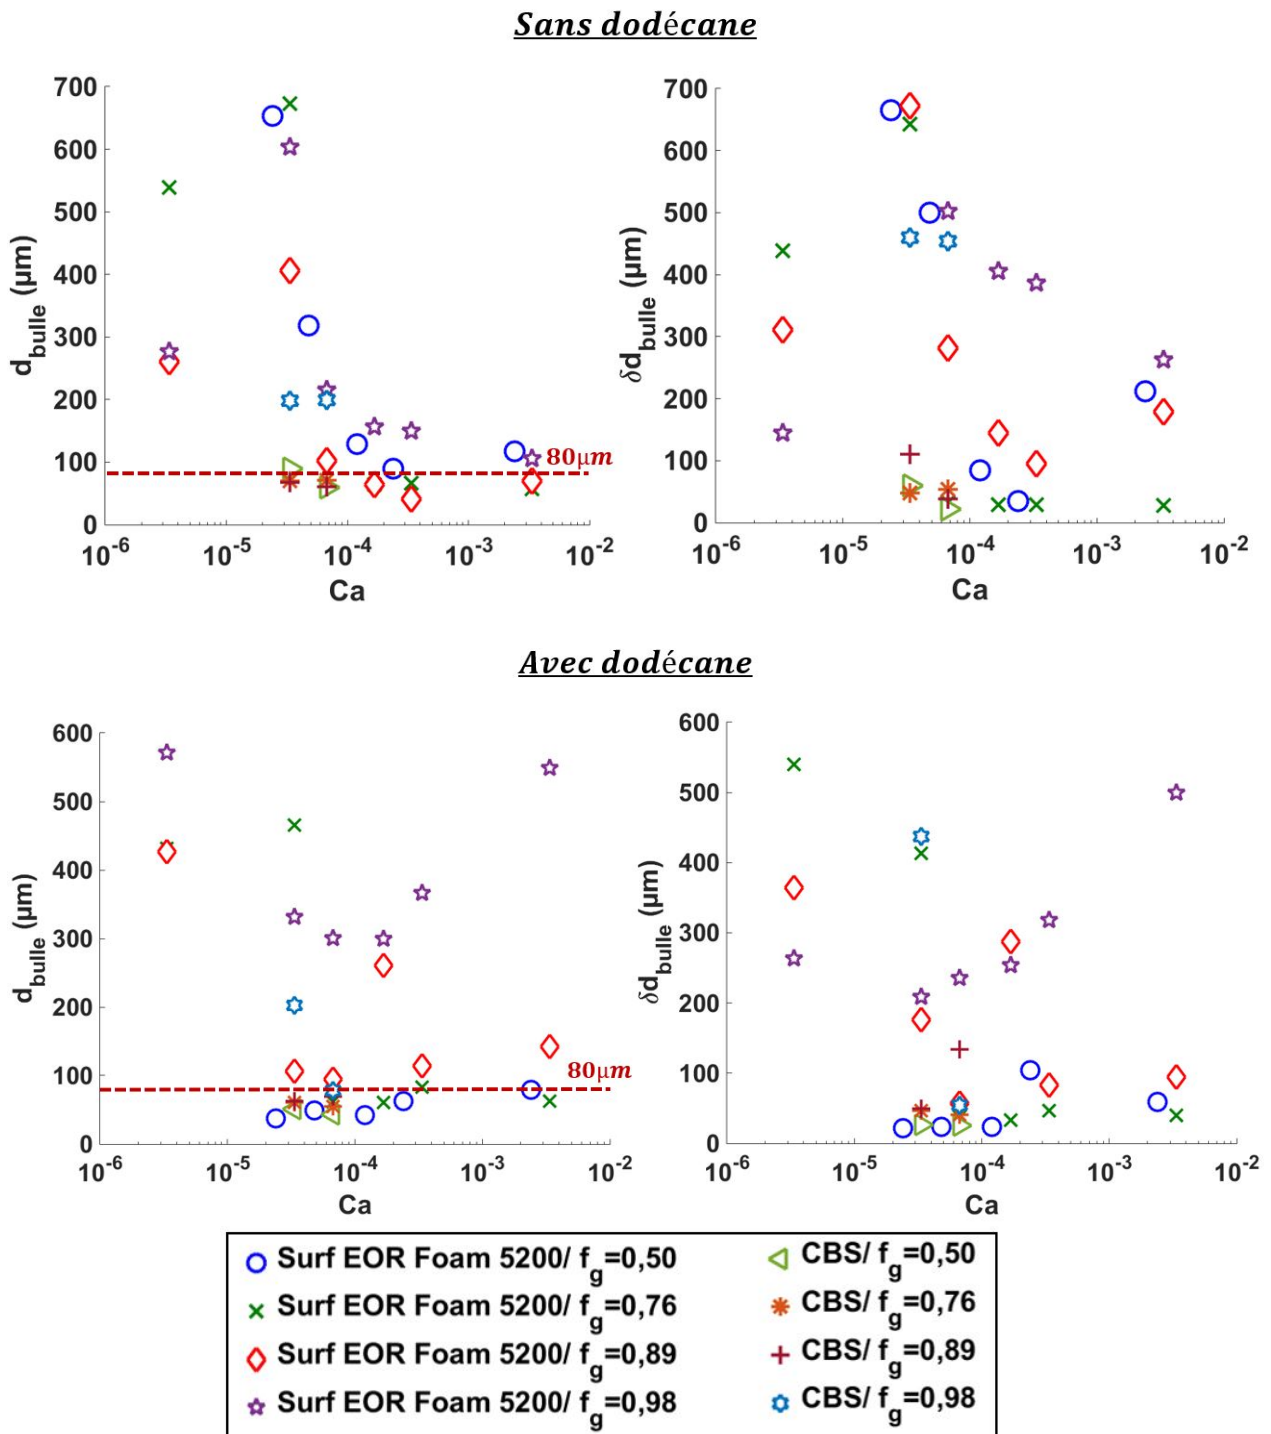 Sans dodécane
700
600
500
400
300
200
100
0
d_bulle (µm)
80µm
10^-6 10^-5 10^-4 10^-3 10^-2
Ca
700
600
500
400
300
200
100
0
δd_bulle (µm)
10^-6 10^-5 10^-4 10^-3 10^-2
Ca
Avec dodécane
600
500
400
300
200
100
0
d_bulle (µm)
80µm
10^-6 10^-5 10^-4 10^-3 10^-2
Ca
600
500
400
300
200
100
0
δd_bulle (µm)
10^-6 10^-5 10^-4 10^-3 10^-2
Ca
Surf EOR Foam 5200/ f_g=0,50
Surf EOR Foam 5200/ f_g=0,76
Surf EOR Foam 5200/ f_g=0,89
Surf EOR Foam 5200/ f_g=0,98
CBS/ f_g=0,50
CBS/ f_g=0,76
CBS/ f_g=0,89
CBS/ f_g=0,98